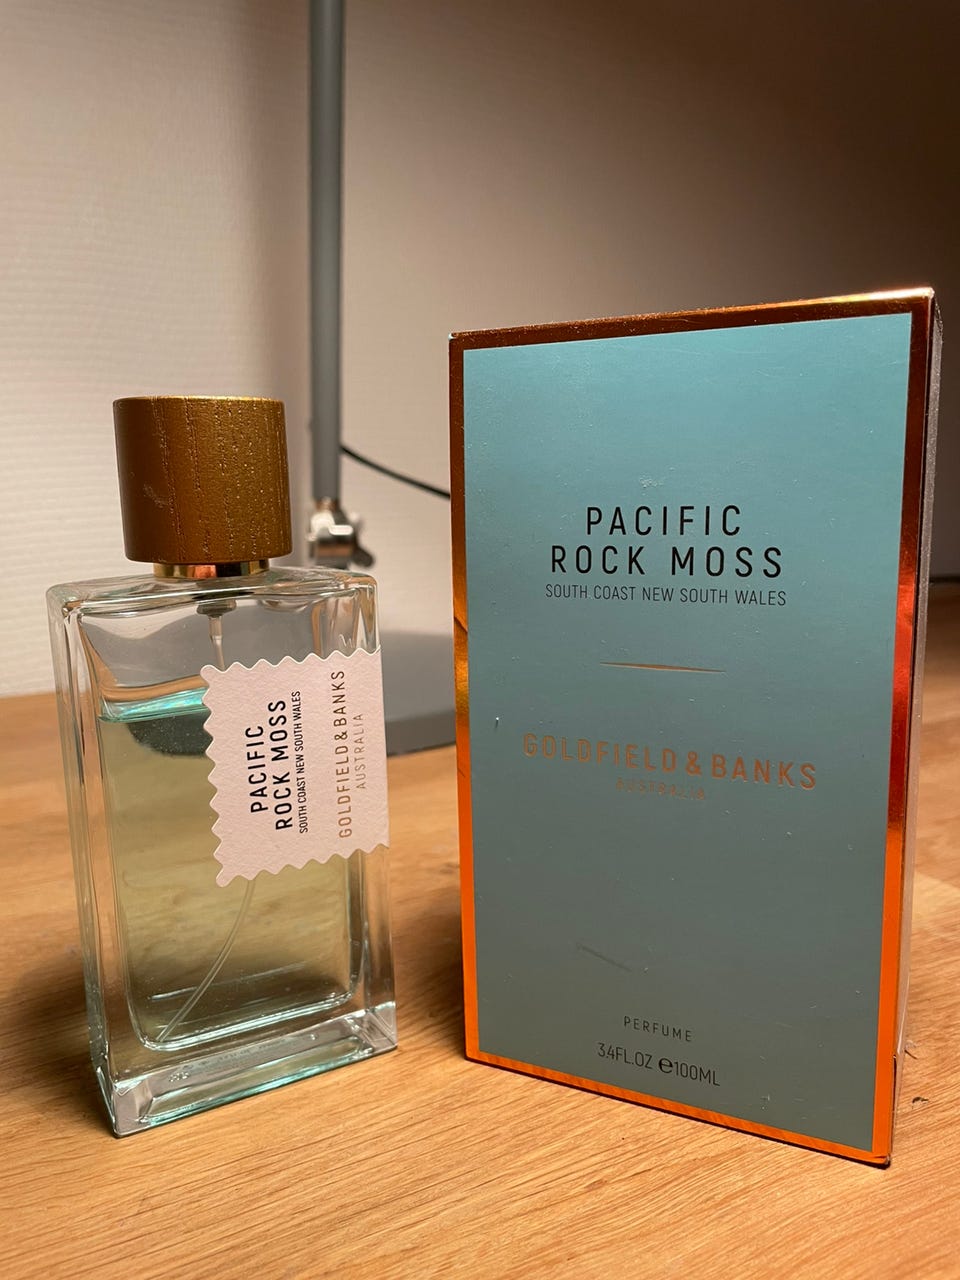 PACIFIC
ROCK MOSS
SOUTH COAST NEW SOUTH WALES
GOLDFIELD & BANKS
AUSTRALIA
PACIFIC
ROCK MOSS
SOUTH COAST NEW SOUTH WALES
GOLDFIELD & BANKS
AUSTRALIA
PERFUME
3.4FL.OZ ℮100ML